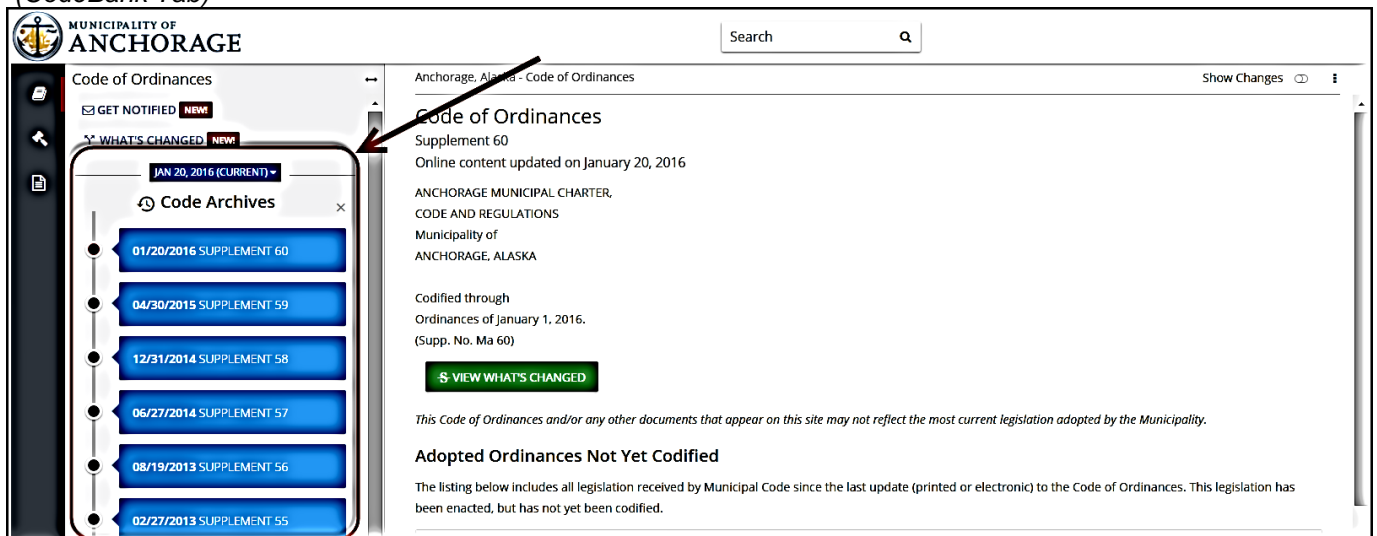 (CodeBank Tab)
MUNICIPALITY OF
ANCHORAGE
Search
Code of Ordinances
GET NOTIFIED NEW!
WHAT'S CHANGED NEW!
JAN 20, 2016 (CURRENT)
Code Archives
01/20/2016 SUPPLEMENT 60
04/30/2015 SUPPLEMENT 59
12/31/2014 SUPPLEMENT 58
06/27/2014 SUPPLEMENT 57
08/19/2013 SUPPLEMENT 56
02/27/2013 SUPPLEMENT 55
Anchorage, Alaska - Code of Ordinances
Show Changes
Code of Ordinances
Supplement 60
Online content updated on January 20, 2016
ANCHORAGE MUNICIPAL CHARTER,
CODE AND REGULATIONS
Municipality of
ANCHORAGE, ALASKA
Codified through
Ordinances of January 1, 2016.
(Supp. No. Ma 60)
VIEW WHAT'S CHANGED
This Code of Ordinances and/or any other documents that appear on this site may not reflect the most current legislation adopted by the Municipality.
Adopted Ordinances Not Yet Codified
The listing below includes all legislation received by Municipal Code since the last update (printed or electronic) to the Code of Ordinances. This legislation has
been enacted, but has not yet been codified.